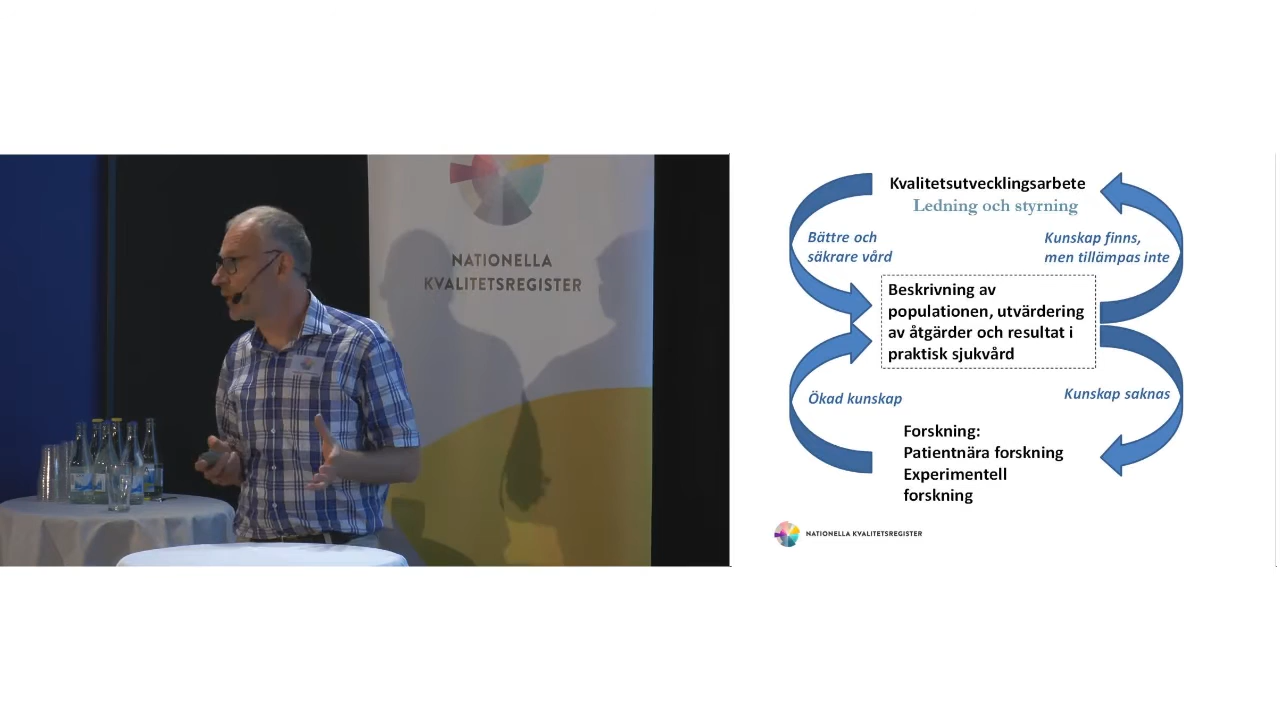 NATIONELLA
KVALITETSREGISTER
Kvalitetsutvecklingsarbete
Ledning och styrning
Bättre och
säkrare vård
Kunskap finns,
men tillämpas inte
Beskrivning av
populationen, utvärdering
av åtgärder och resultat i
praktisk sjukvård
Ökad kunskap
Kunskap saknas
Forskning:
Patientnära forskning
Experimentell
forskning
NATIONELLA KVALITETSREGISTER